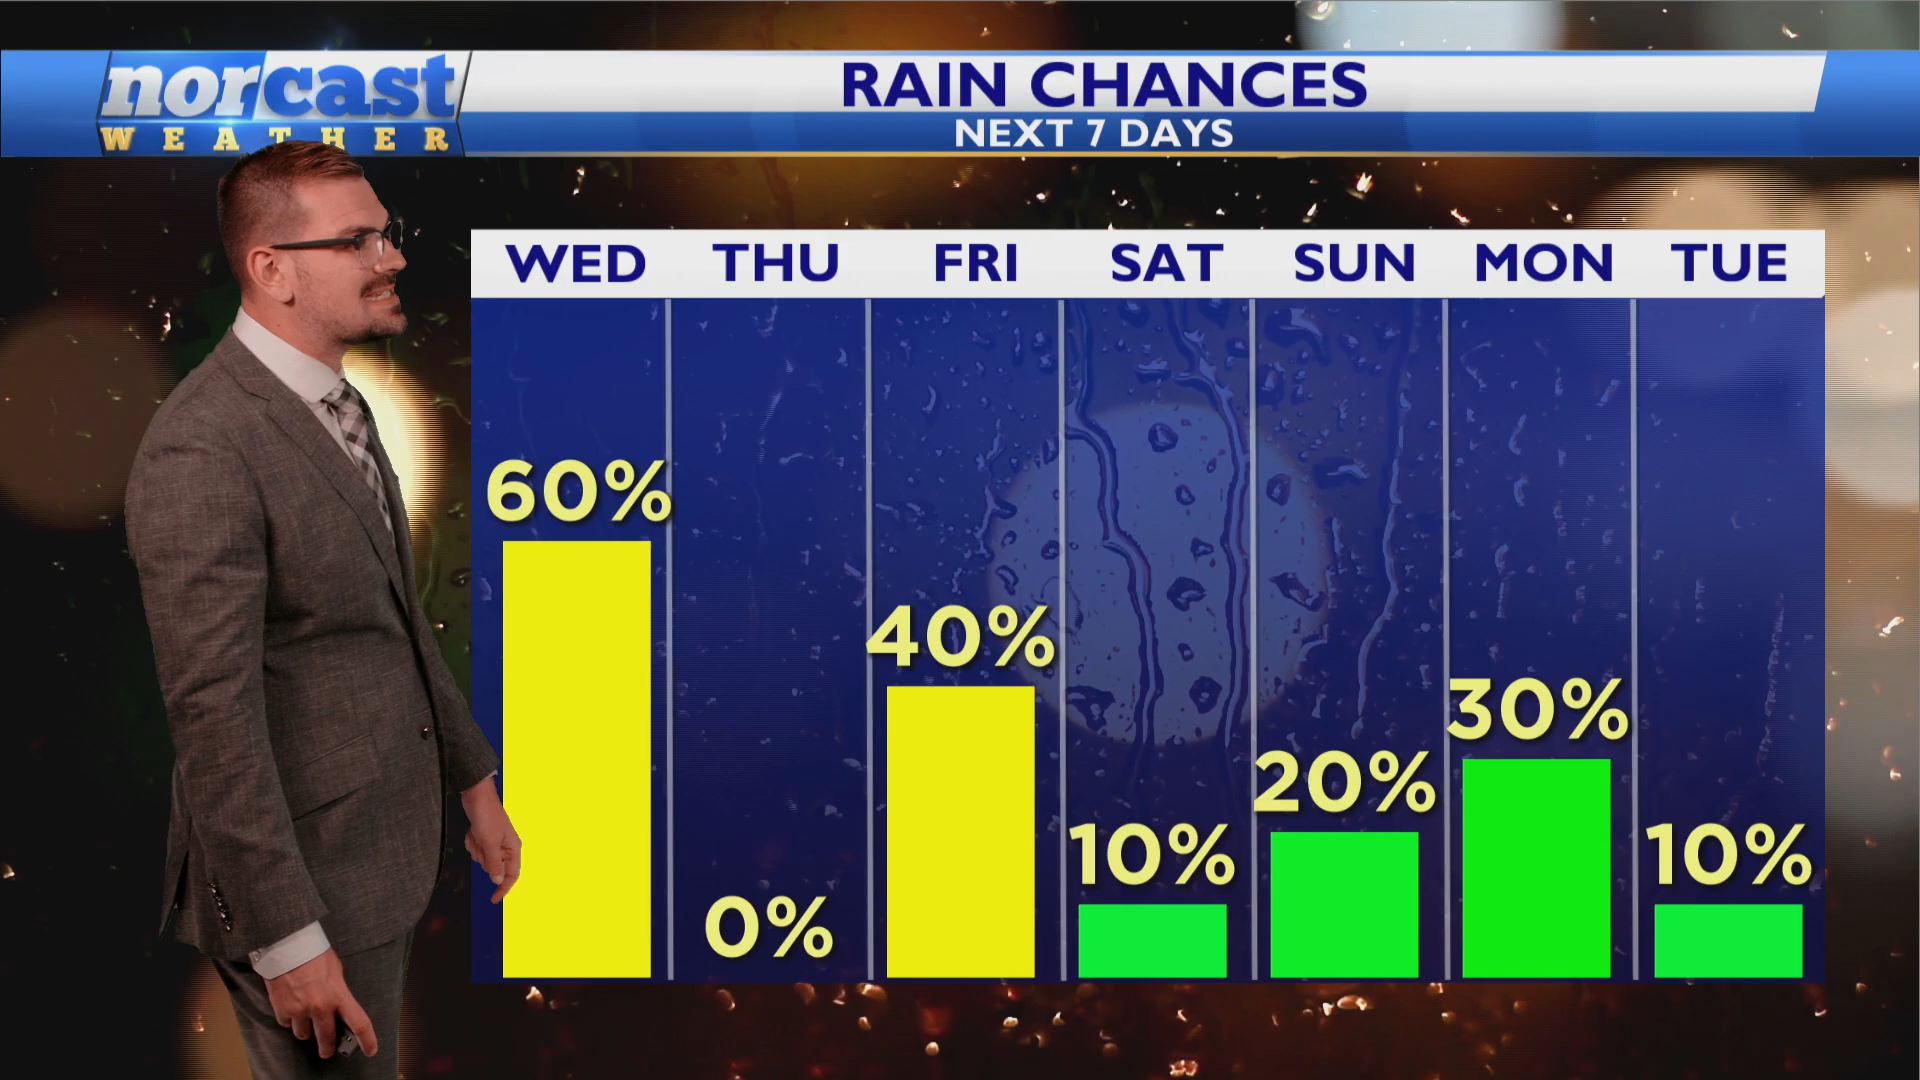 norcast
WEATHER
RAIN CHANCES
NEXT 7 DAYS
WED THU FRI SAT SUN MON TUE
60%
0%
40%
10%
20%
30%
10%